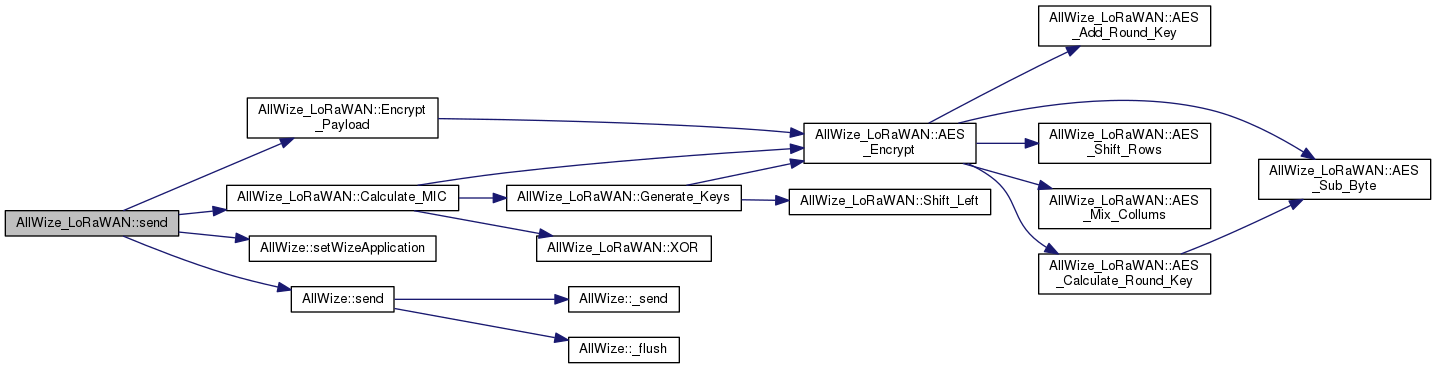 AllWize_LoRaWAN::send
AllWize_LoRaWAN::Encrypt
_Payload
AllWize_LoRaWAN::Calculate_MIC
AllWize::setWizeApplication
AllWize::send
AllWize_LoRaWAN::Generate_Keys
AllWize_LoRaWAN::XOR
AllWize::_send
AllWize::_flush
AllWize_LoRaWAN::AES
_Encrypt
AllWize_LoRaWAN::Shift_Left
AllWize_LoRaWAN::AES
_Add_Round_Key
AllWize_LoRaWAN::AES
_Shift_Rows
AllWize_LoRaWAN::AES
_Mix_Collums
AllWize_LoRaWAN::AES
_Calculate_Round_Key
AllWize_LoRaWAN::AES
_Sub_Byte